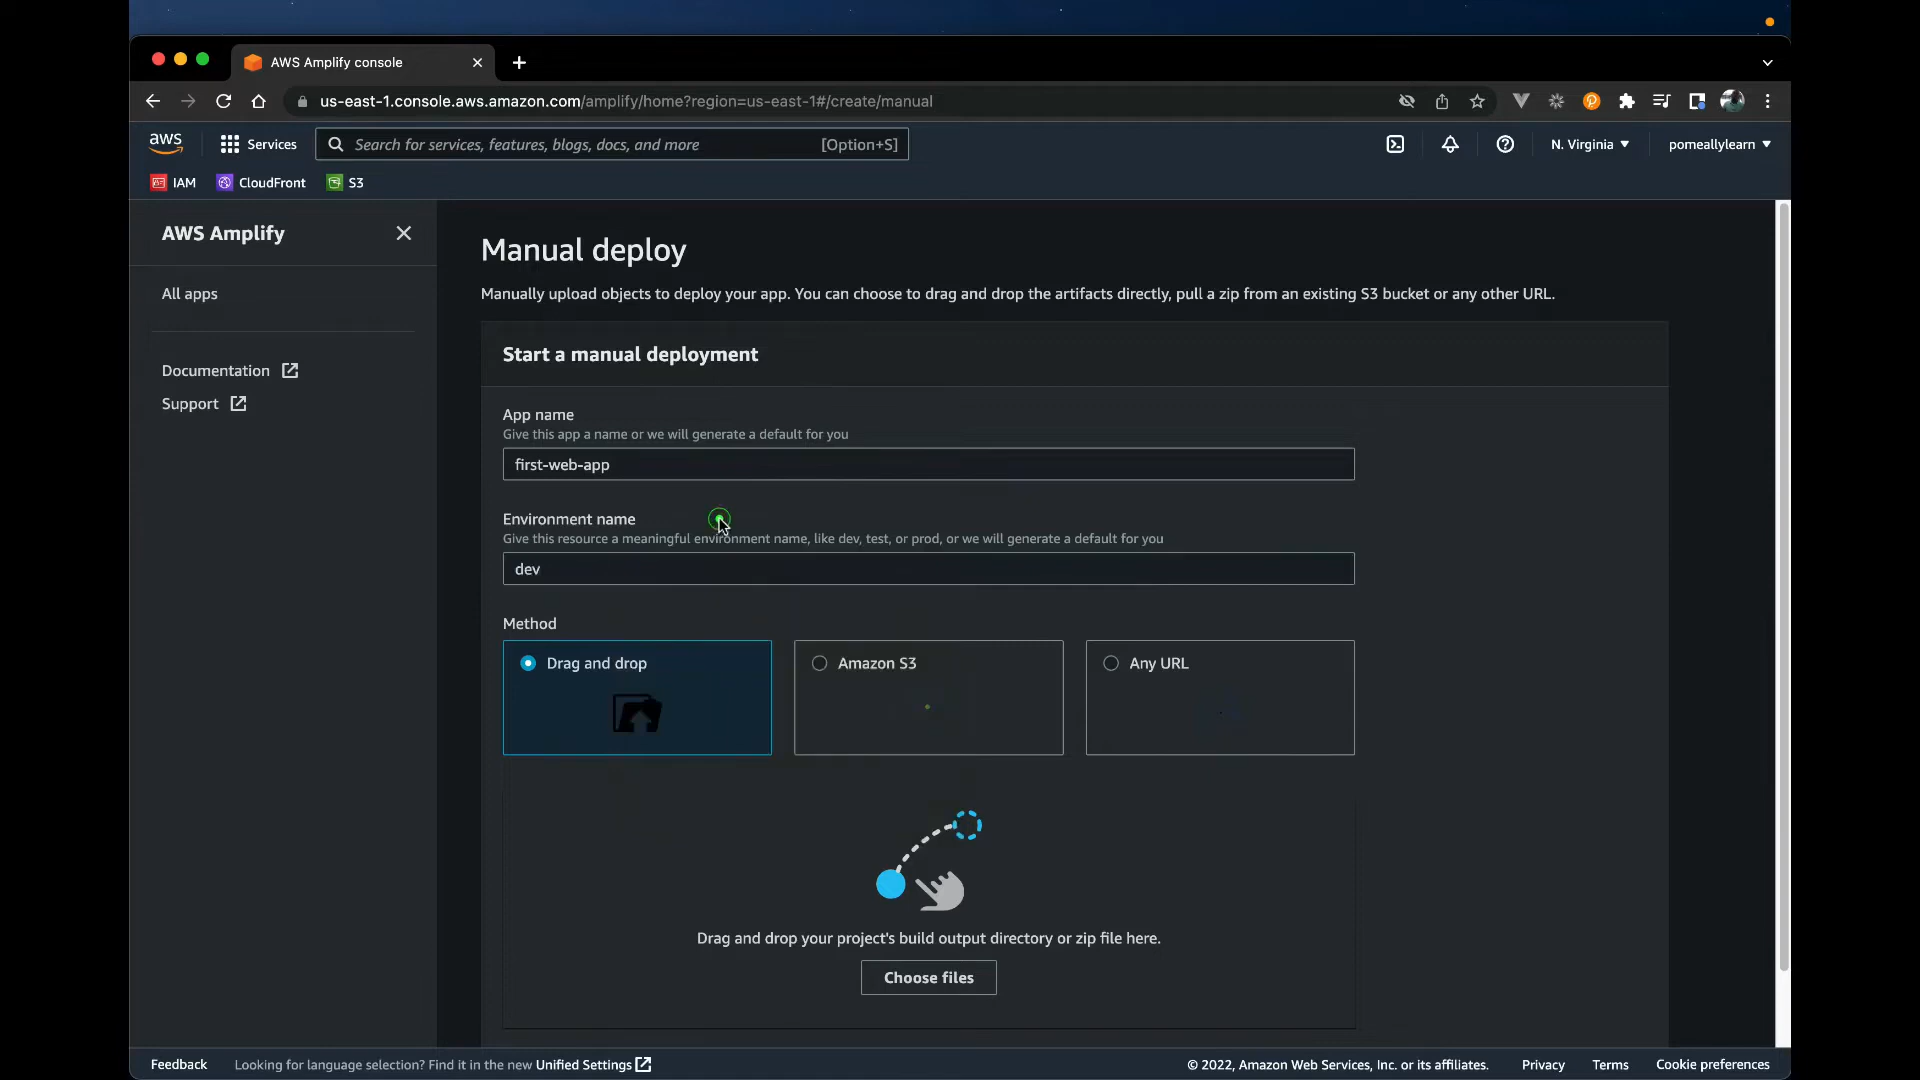 AWS Amplify console
us-east-1.console.aws.amazon.com/amplify/home?region=us-east-1#/create/manual
aws Services Search for services, features, blogs, docs, and more [Option+S] N. Virginia pomeallylearn
IAM CloudFront S3
AWS Amplify
All apps
Documentation
Support
Manual deploy
Manually upload objects to deploy your app. You can choose to drag and drop the artifacts directly, pull a zip from an existing S3 bucket or any other URL.
Start a manual deployment
App name
Give this app a name or we will generate a default for you
first-web-app
Environment name
Give this resource a meaningful environment name, like dev, test, or prod, or we will generate a default for you
dev
Method
Drag and drop Amazon S3 Any URL
Drag and drop your project's build output directory or zip file here.
Choose files
Feedback Looking for language selection? Find it in the new Unified Settings © 2022, Amazon Web Services, Inc. or its affiliates. Privacy Terms Cookie preferences